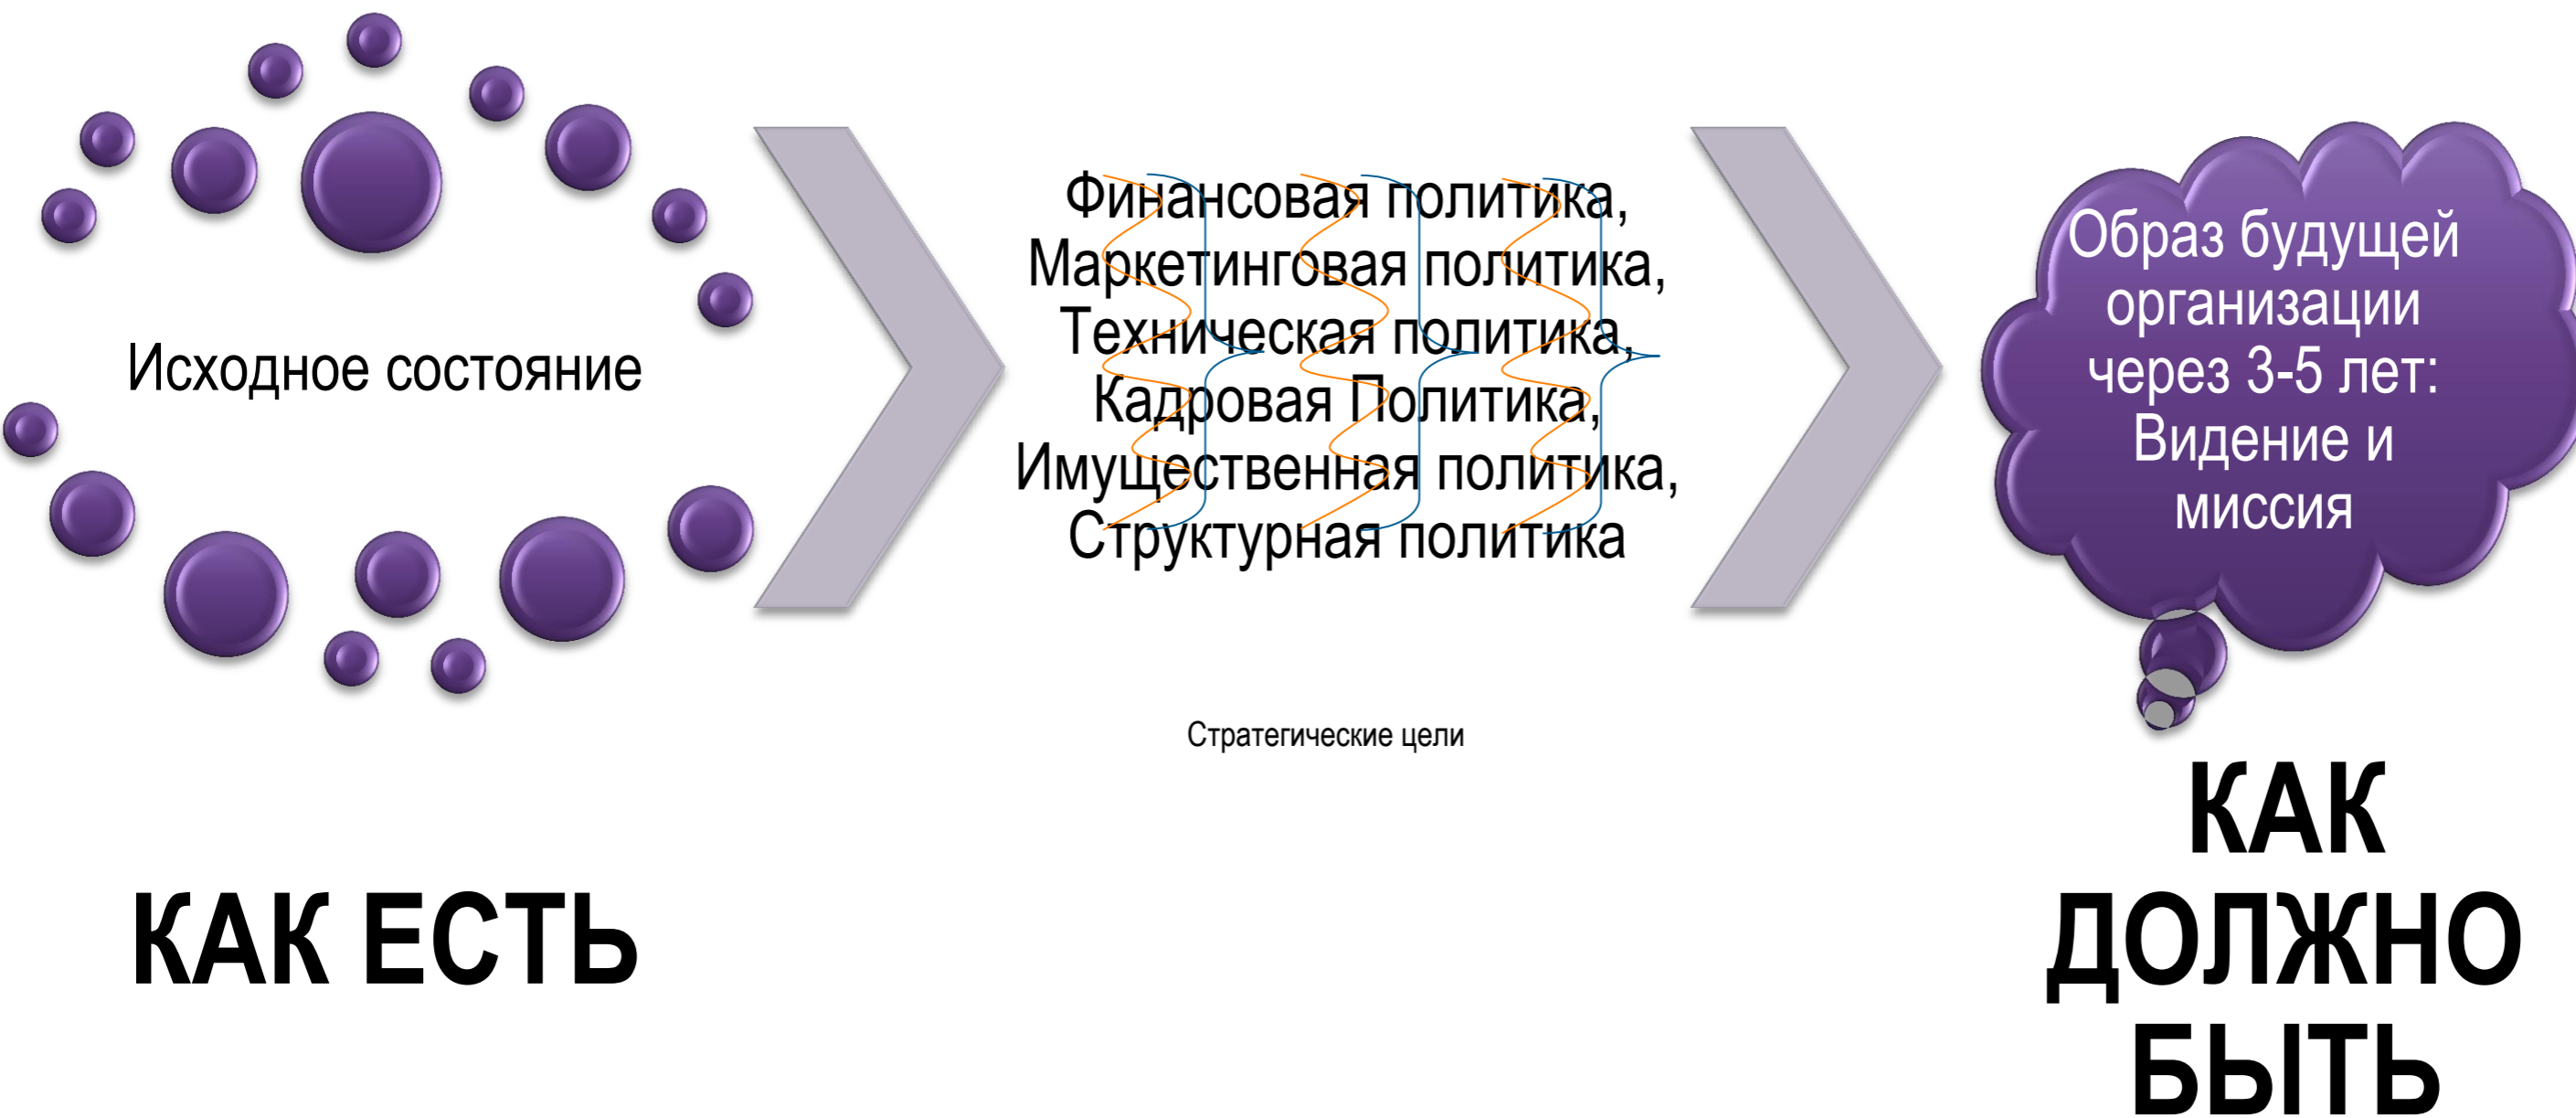 Исходное состояние
КАК ЕСТЬ
Финансовая политика,
Маркетинговая политика,
Техническая политика,
Кадровая Политика,
Имущественная политика,
Структурная политика
Стратегические цели
Образ будущей
организации
через 3-5 лет:
Видение и
миссия
КАК
ДОЛЖНО
БЫТЬ